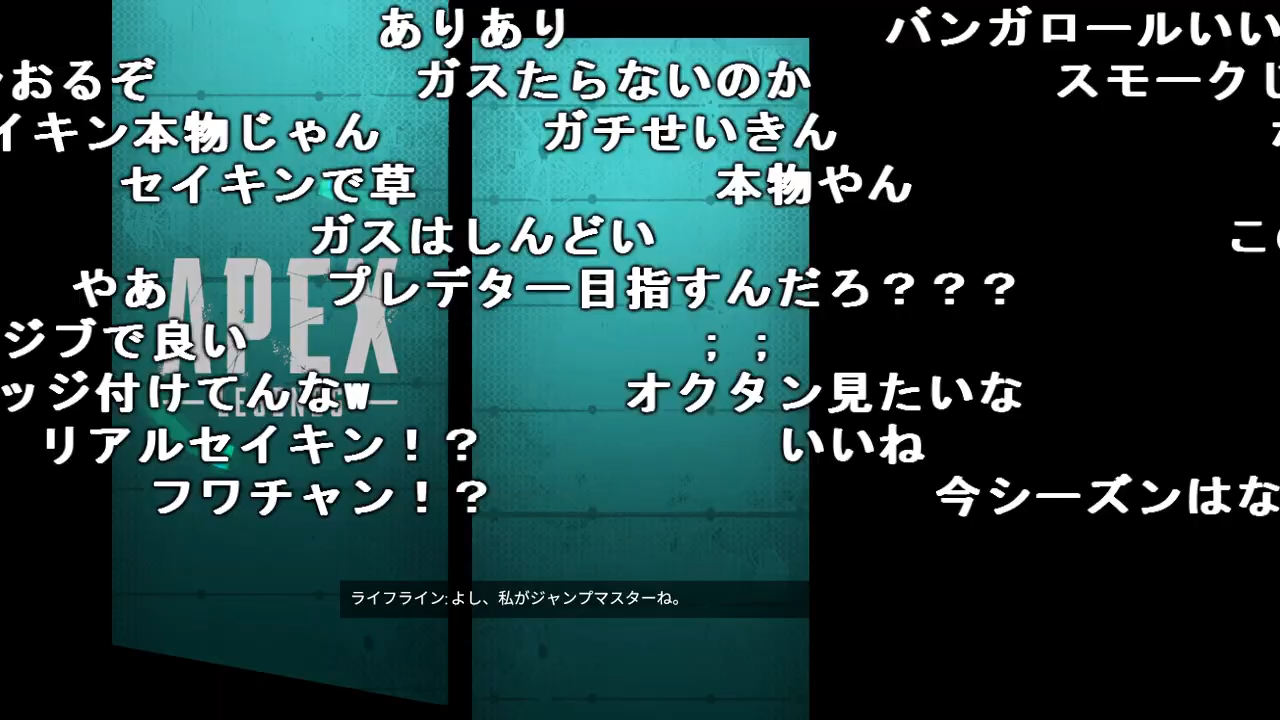 ありあり
バンガロールいい
おるぞ
ガスたらないのか
スモークじ
イキン本物じゃん
ガチせいきん
セイキンで草
本物やん
ガスはしんどい
この
やあ
プレデター目指すんだろ？？？
APEX
ジブで良い
；；
ッジ付けてんなw
オクタン見たいな
LEGENDS
リアルセイキン！？
いいね
フワチャン！？
今シーズンはな
ライフライン: よし、私がジャンプマスターね。